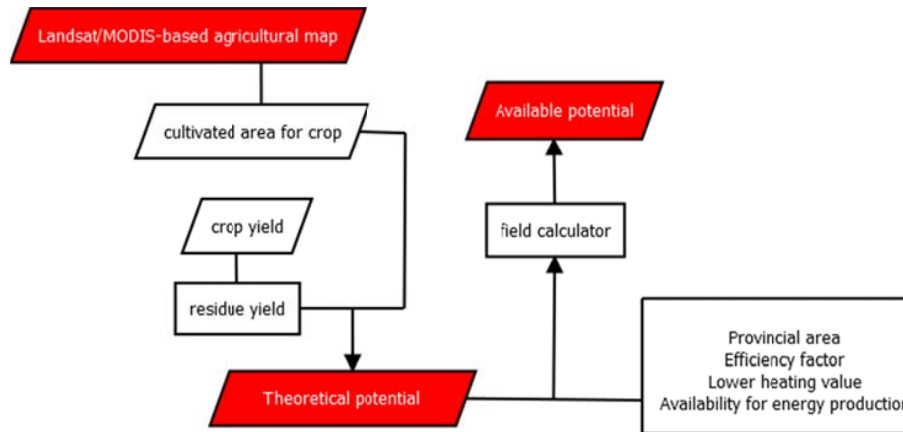 Landsat/MODIS-based agricultural map
Available potential
cultivated area for crop
crop yield
field calculator
residue yield
Provincial area
Efficiency factor
Lower heating value
Availability for energy production
Theoretical potential